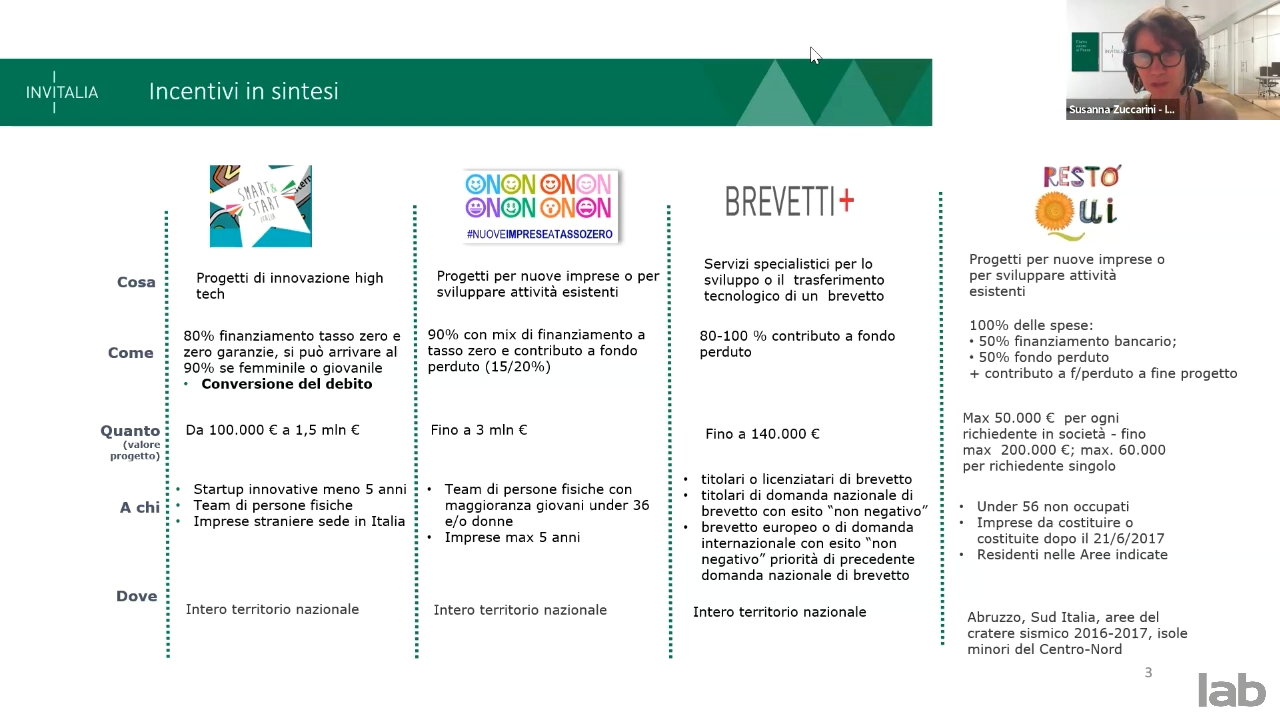 INVITALIA
Incentivi in sintesi
Susanna Zuccarini - I...
SMART&
START
ITALIA
ONON ONON
ONON ONON
#NUOVEIMPRESEATASSOZERO
BREVETTI+
RESTO
QUI
Cosa
Progetti di innovazione high
tech
Progetti per nuove imprese o per
sviluppare attività esistenti
Servizi specialistici per lo
sviluppo o il trasferimento
tecnologico di un brevetto
Progetti per nuove imprese o
per sviluppare attività
esistenti
Come
80% finanziamento tasso zero e
zero garanzie, si può arrivare al
90% se femminile o giovanile
• Conversione del debito
90% con mix di finanziamento a
tasso zero e contributo a fondo
perduto (15/20%)
80-100 % contributo a fondo
perduto
100% delle spese:
• 50% finanziamento bancario;
• 50% fondo perduto
+ contributo a f/perduto a fine progetto
Quanto
(valore
progetto)
Da 100.000 € a 1,5 mln €
Fino a 3 mln €
Fino a 140.000 €
Max 50.000 € per ogni
richiedente in società - fino
max 200.000 €; max. 60.000
per richiedente singolo
A chi
• Startup innovative meno 5 anni
• Team di persone fisiche
• Imprese straniere sede in Italia
• Team di persone fisiche con
maggioranza giovani under 36
e/o donne
• Imprese max 5 anni
• titolari o licenziatari di brevetto
• titolari di domanda nazionale di
brevetto con esito “non negativo”
• brevetto europeo o di domanda
internazionale con esito “non
negativo” priorità di precedente
domanda nazionale di brevetto
• Under 56 non occupati
• Imprese da costituire o
costituite dopo il 21/6/2017
• Residenti nelle Aree indicate
Dove
Intero territorio nazionale
Intero territorio nazionale
Intero territorio nazionale
Abruzzo, Sud Italia, aree del
cratere sismico 2016-2017, isole
minori del Centro-Nord
3
lab